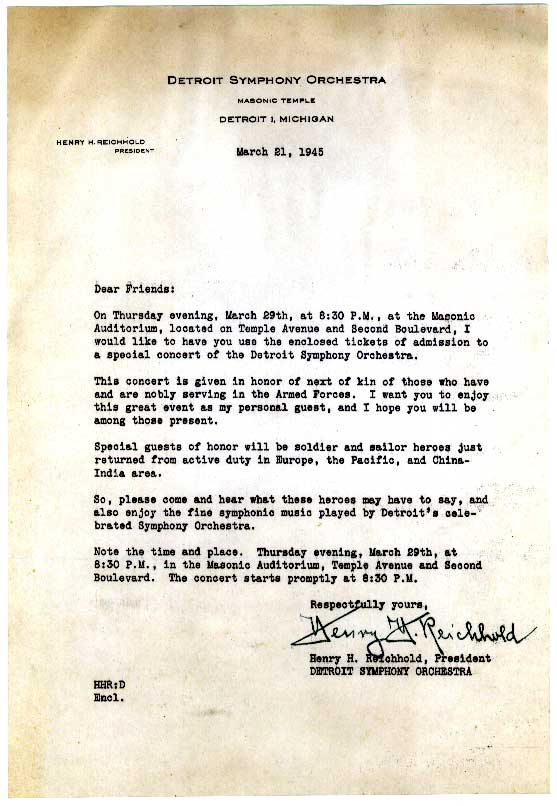 DETROIT SYMPHONY ORCHESTRA
MASONIC TEMPLE
DETROIT 1, MICHIGAN
HENRY H. REICHHOLD
PRESIDENT
March 21, 1945
Dear Friends:
On Thursday evening, March 29th, at 8:30 P.M., at the Masonic
Auditorium, located on Temple Avenue and Second Boulevard, I
would like to have you use the enclosed tickets of admission to
a special concert of the Detroit Symphony Orchestra.
This concert is given in honor of next of kin of those who have
and are nobly serving in the Armed Forces. I want you to enjoy
this great event as my personal guest, and I hope you will be
among those present.
Special guests of honor will be soldier and sailor heroes just
returned from active duty in Europe, the Pacific, and China-
India area.
So, please come and hear what these heroes may have to say, and
also enjoy the fine symphonic music played by Detroit's cele-
brated Symphony Orchestra.
Note the time and place. Thursday evening, March 29th, at
8:30 P.M., in the Masonic Auditorium, Temple Avenue and Second
Boulevard. The concert starts promptly at 8:30 P.M.
Respectfully yours,
Henry H. Reichhold
Henry H. Reichhold, President
DETROIT SYMPHONY ORCHESTRA
HHR:D
Encl.